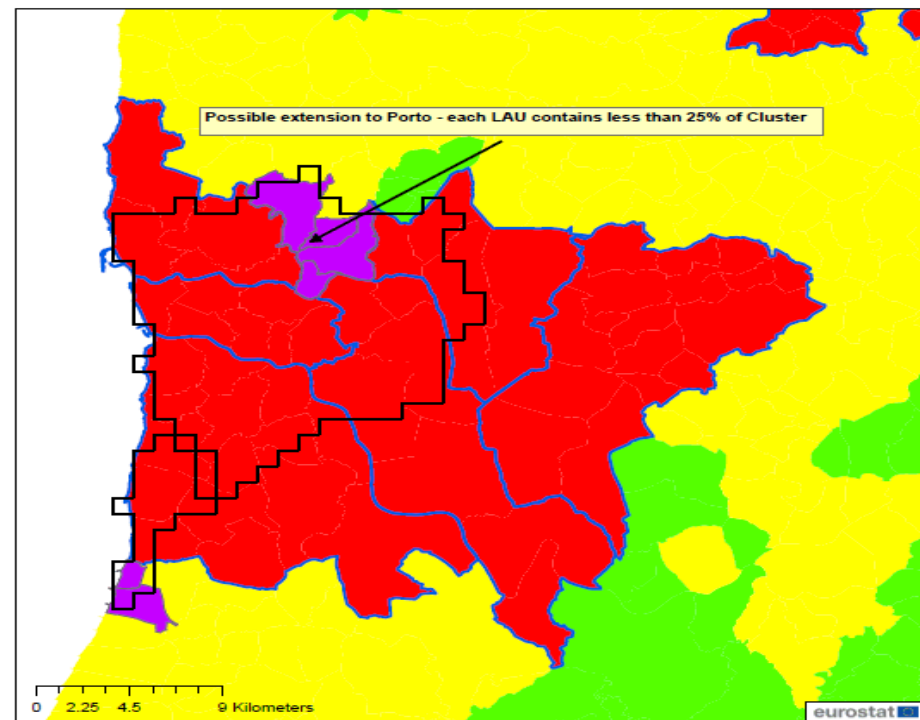 Possible extension to Porto - each LAU contains less than 25% of Cluster
0 2.25 4.5 9 Kilometers
eurostat